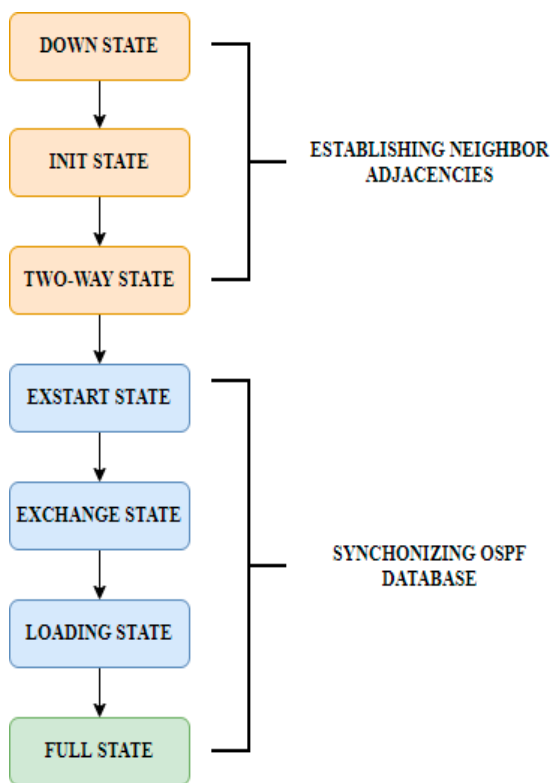 DOWN STATE
INIT STATE
ESTABLISHING NEIGHBOR
ADJACENCIES
TWO-WAY STATE
EXSTART STATE
EXCHANGE STATE
SYNCHONIZING OSPF
DATABASE
LOADING STATE
FULL STATE